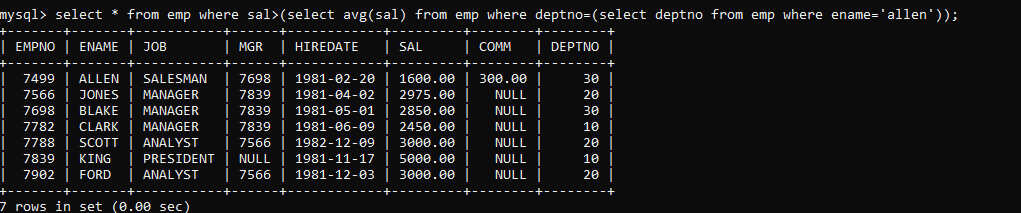 mysql> select * from emp where sal>(select avg(sal) from emp where deptno=(select deptno from emp where ename='allen'));
+-------+-------+-----------+------+------------+---------+--------+--------+
| EMPNO | ENAME | JOB       | MGR  | HIREDATE   | SAL     | COMM   | DEPTNO |
+-------+-------+-----------+------+------------+---------+--------+--------+
|  7499 | ALLEN | SALESMAN  | 7698 | 1981-02-20 | 1600.00 | 300.00 |     30 |
|  7566 | JONES | MANAGER   | 7839 | 1981-04-02 | 2975.00 |   NULL |     20 |
|  7698 | BLAKE | MANAGER   | 7839 | 1981-05-01 | 2850.00 |   NULL |     30 |
|  7782 | CLARK | MANAGER   | 7839 | 1981-06-09 | 2450.00 |   NULL |     10 |
|  7788 | SCOTT | ANALYST   | 7566 | 1982-12-09 | 3000.00 |   NULL |     20 |
|  7839 | KING  | PRESIDENT | NULL | 1981-11-17 | 5000.00 |   NULL |     10 |
|  7902 | FORD  | ANALYST   | 7566 | 1981-12-03 | 3000.00 |   NULL |     20 |
+-------+-------+-----------+------+------------+---------+--------+--------+
7 rows in set (0.00 sec)